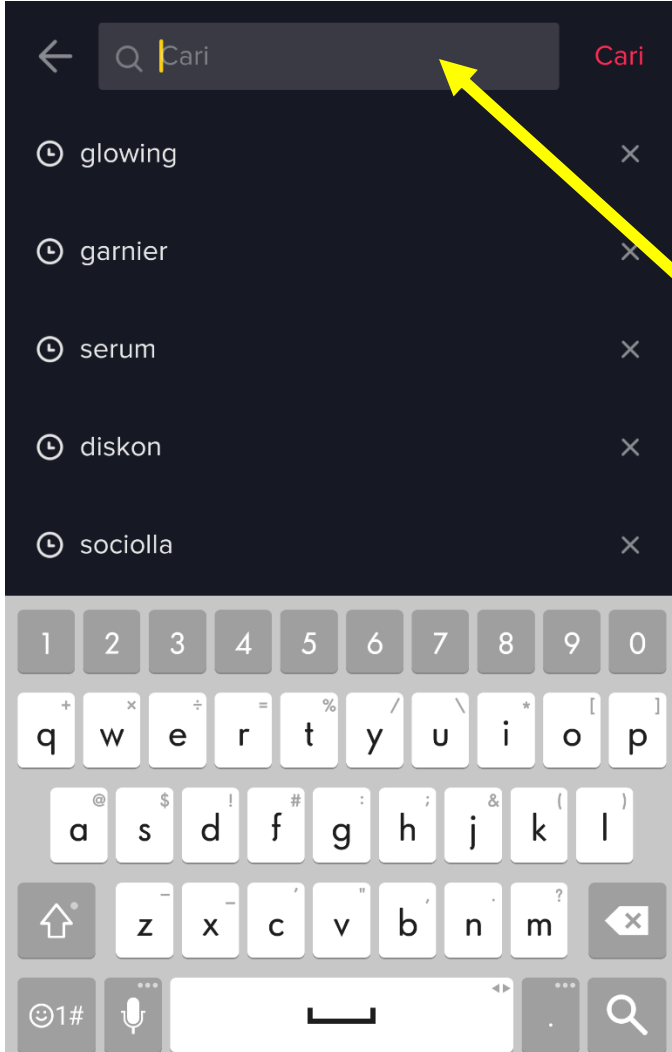 Cari Cari
glowing
garnier
serum
diskon
sociolla
1 2 3 4 5 6 7 8 9 0
+ × ÷ = % / \ * [ ]
q w e r t y u i o p
@ $ ! # : ; & ( )
a s d f g h j k l
- _ ' " , . ?
z x c v b n m
1# .